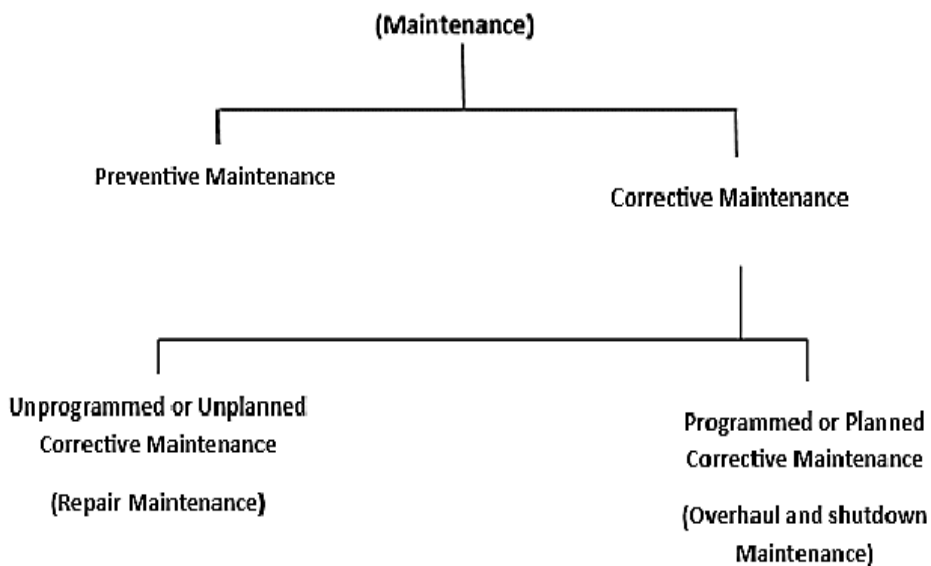 (Maintenance)
Preventive Maintenance
Corrective Maintenance
Unprogrammed or Unplanned
Corrective Maintenance
(Repair Maintenance)
Programmed or Planned
Corrective Maintenance
(Overhaul and shutdown
Maintenance)